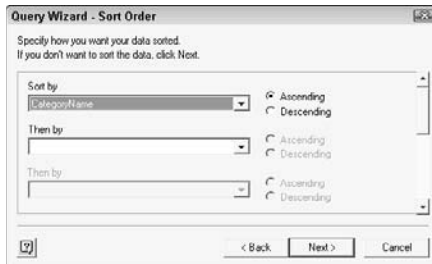 Query Wizard - Sort Order
Specify how you want your data sorted.
If you don't want to sort the data, click Next.
Sort by
CategoryName
Ascending
Descending
Then by
Ascending
Descending
Then by
Ascending
Descending
< Back
Next >
Cancel